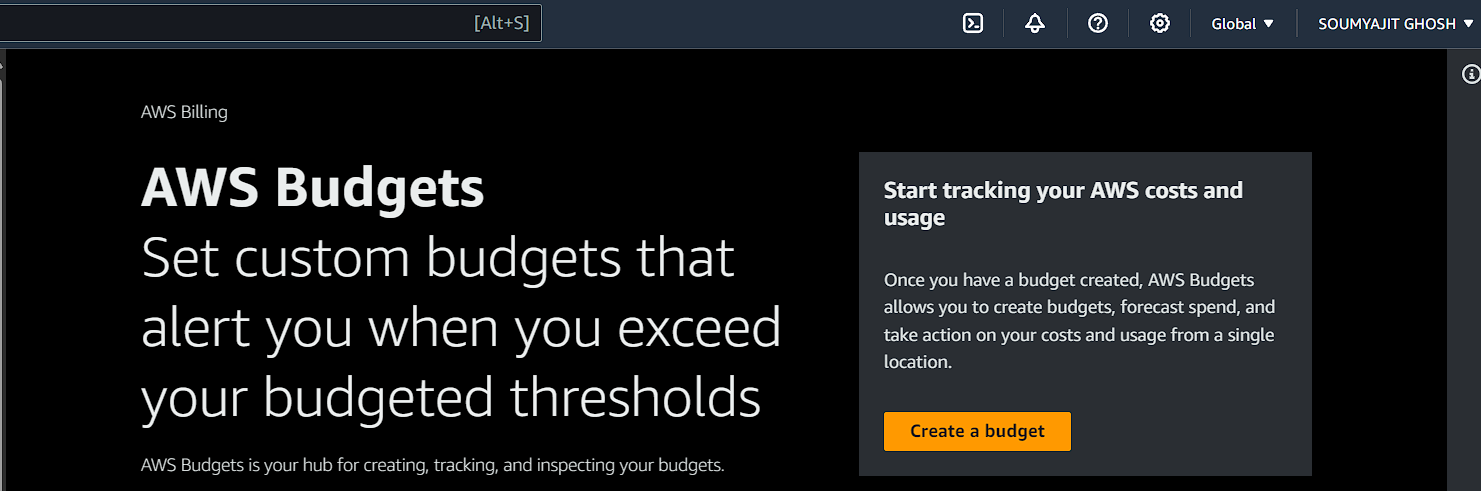 [Alt+S]
Global
SOUMYAJIT GHOSH
AWS Billing
AWS Budgets
Set custom budgets that
alert you when you exceed
your budgeted thresholds
AWS Budgets is your hub for creating, tracking, and inspecting your budgets.
Start tracking your AWS costs and
usage
Once you have a budget created, AWS Budgets
allows you to create budgets, forecast spend, and
take action on your costs and usage from a single
location.
Create a budget